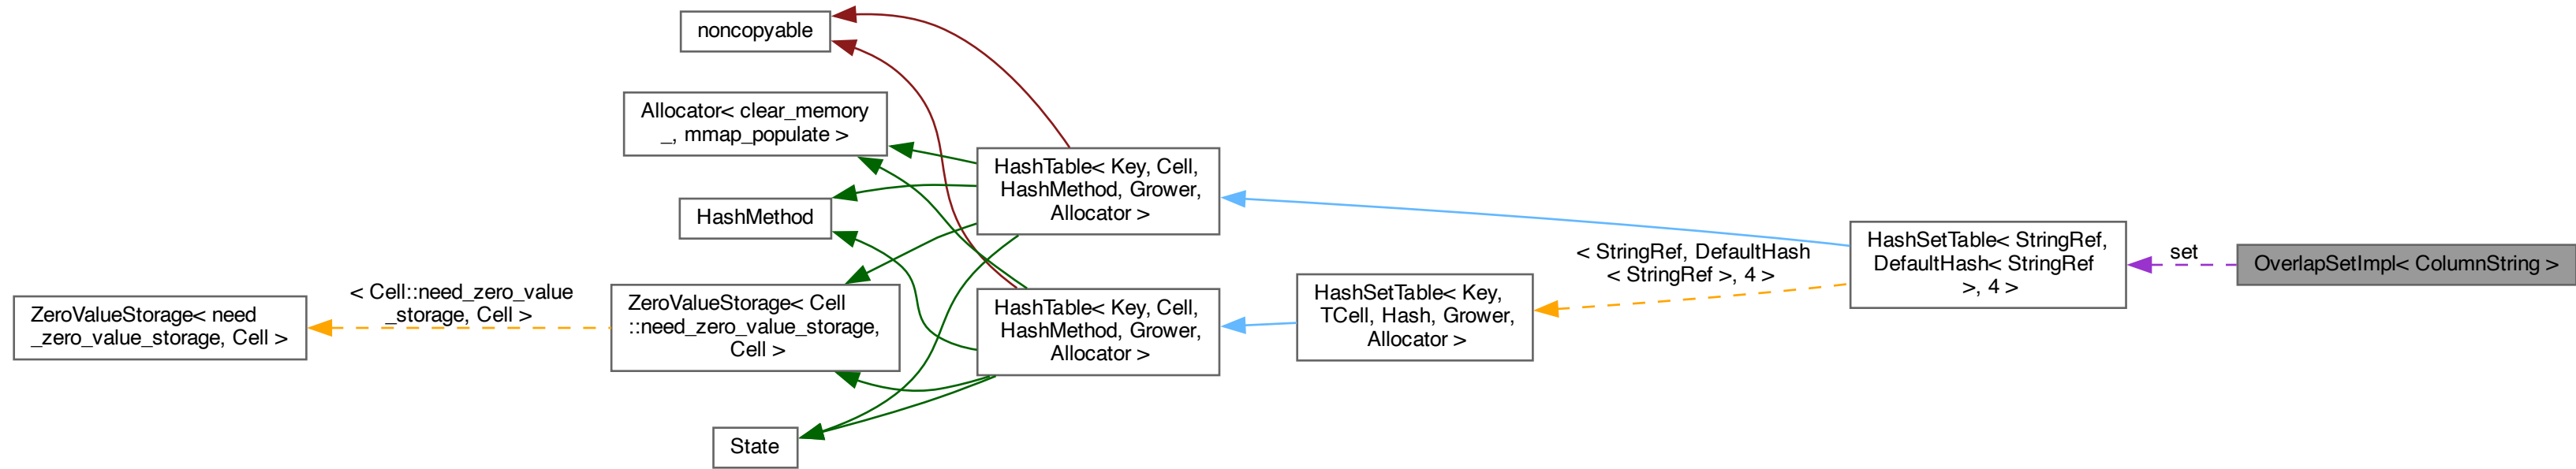 noncopyable
Allocator< clear_memory
_, mmap_populate >
HashMethod
ZeroValueStorage< need
_zero_value_storage, Cell >
< Cell::need_zero_value
_storage, Cell >
ZeroValueStorage< Cell
::need_zero_value_storage,
Cell >
State
HashTable< Key, Cell,
HashMethod, Grower,
Allocator >
HashTable< Key, Cell,
HashMethod, Grower,
Allocator >
HashSetTable< Key,
TCell, Hash, Grower,
Allocator >
< StringRef, DefaultHash
< StringRef >, 4 >
HashSetTable< StringRef,
DefaultHash< StringRef
>, 4 >
set
OverlapSetImpl< ColumnString >